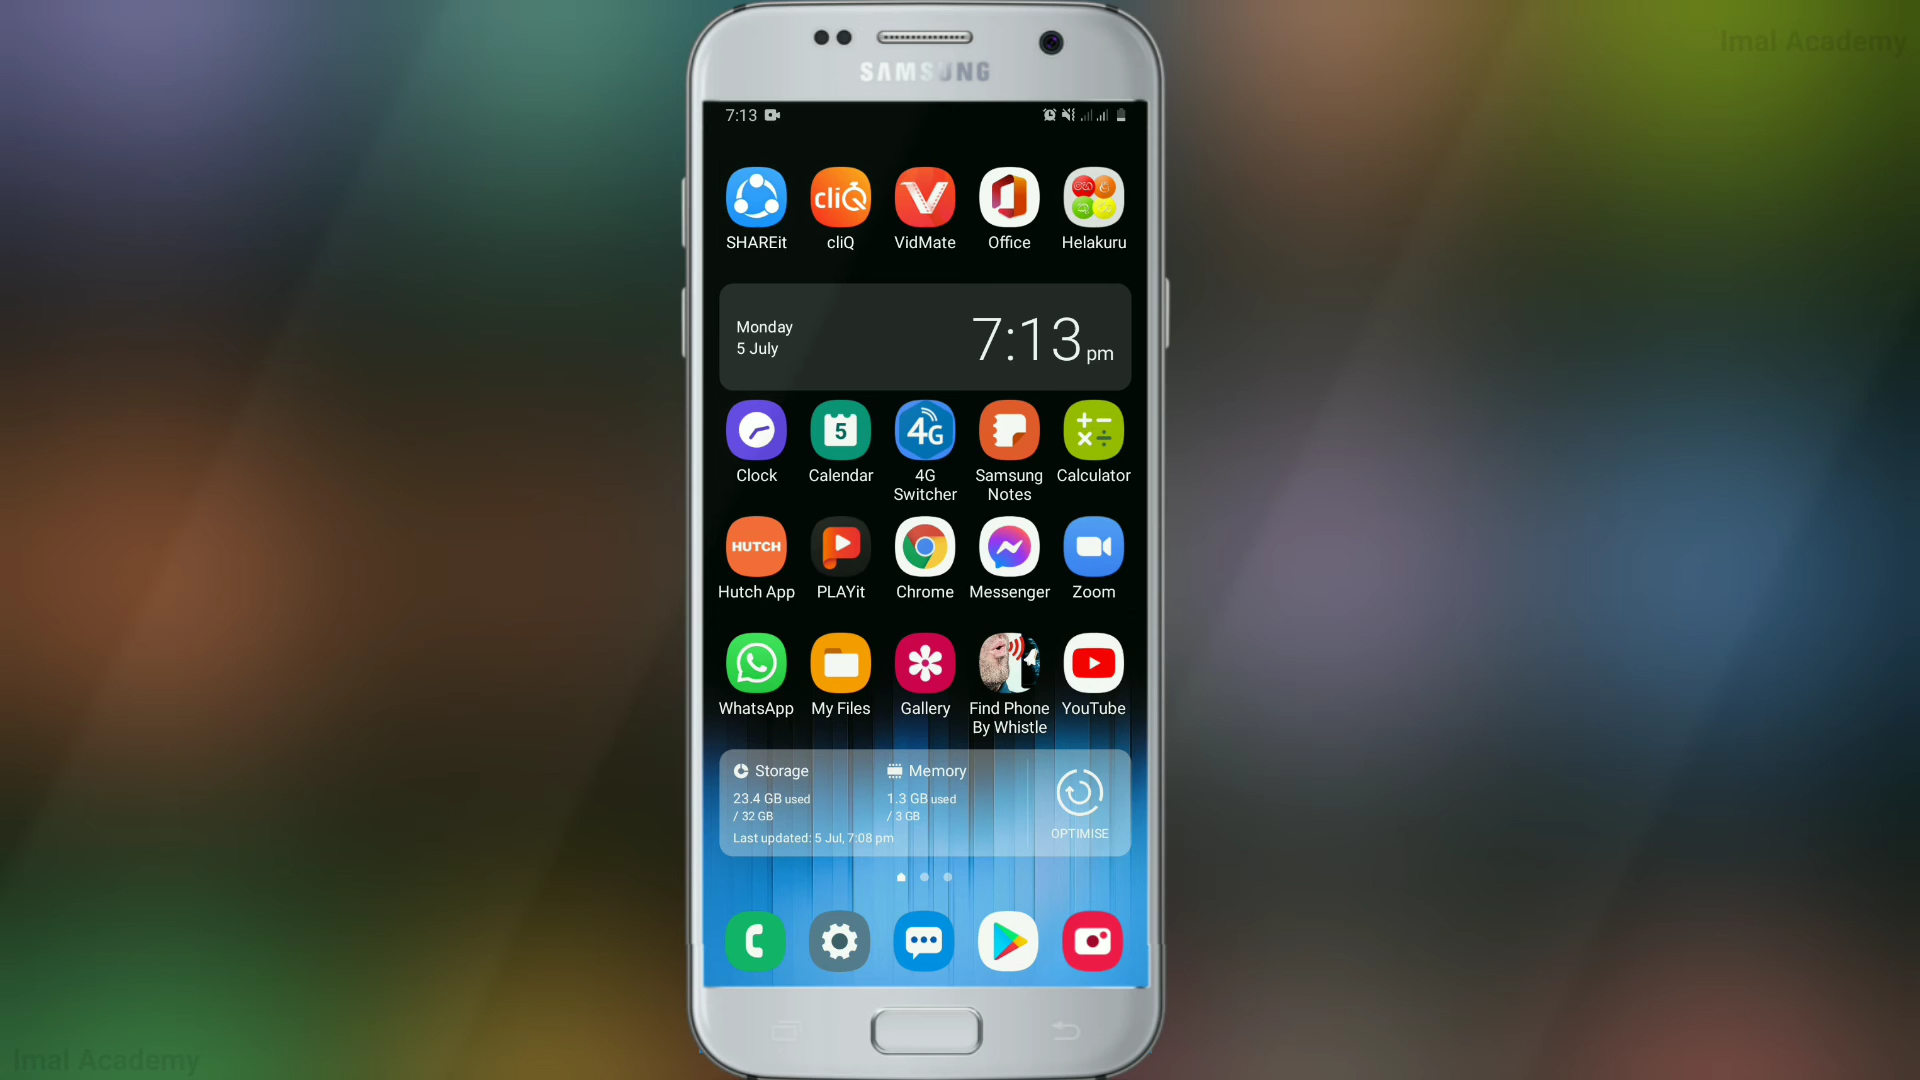 Imal Academy
SAMSUNG
7:13
cliQ
SHAREit cliQ VidMate Office Helakuru
Monday
5 July
7:13 pm
5
4G
Clock Calendar 4G Switcher Samsung Notes Calculator
HUTCH
Hutch App PLAYit Chrome Messenger Zoom
WhatsApp My Files Gallery Find Phone By Whistle YouTube
Storage
23.4 GB used
/ 32 GB
Memory
1.3 GB used
/ 3 GB
Last updated: 5 Jul, 7:08 pm
OPTIMISE
Imal Academy